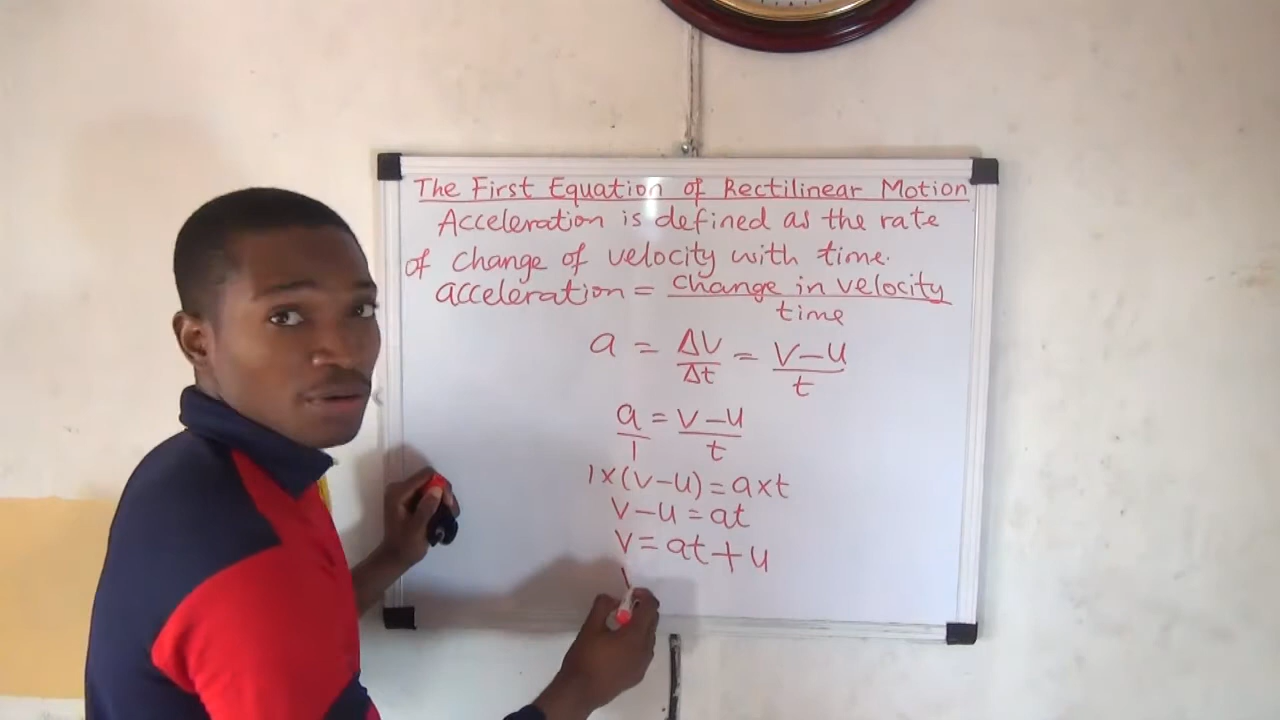 The First Equation of Rectilinear Motion
Acceleration is defined as the rate
of change of velocity with time.
acceleration = change in velocity / time
a = Δv/Δt = v-u/t
a/1 = v-u/t
1×(v-u)=a×t
v-u=at
v=at+u